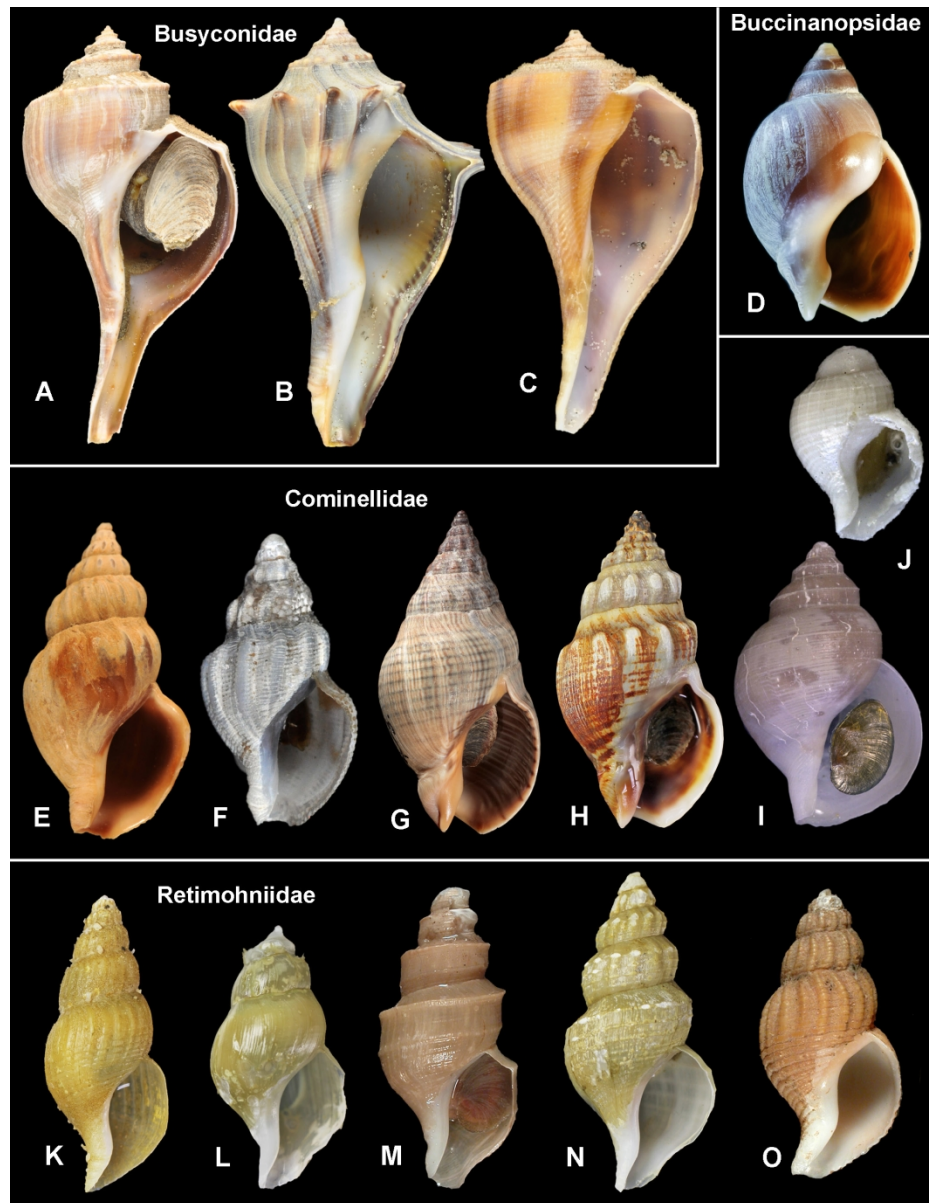 Busyconidae
Buccinanopsidae
A
B
C
D
J
Cominellidae
E
F
G
H
I
Retimohniidae
K
L
M
N
O